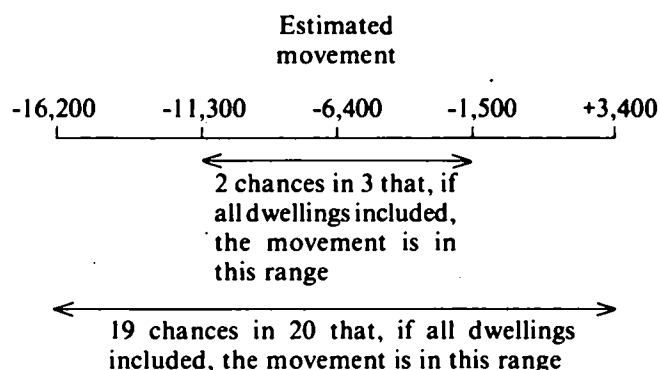 Estimated
movement
-16,200 -11,300 -6,400 -1,500 +3,400
2 chances in 3 that, if
all dwellings included,
the movement is in
this range
19 chances in 20 that, if all dwellings
included, the movement is in this range